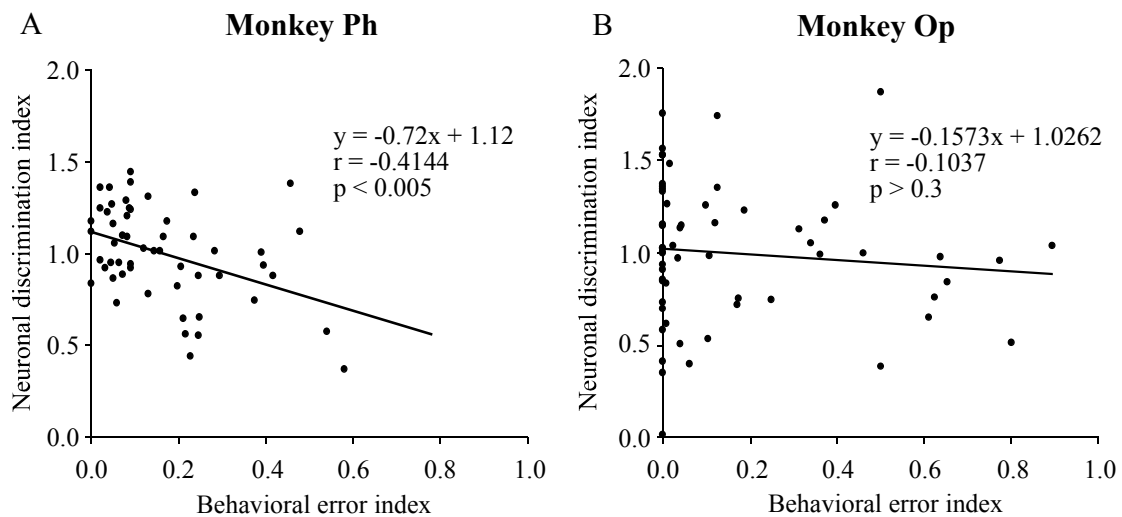 A
Monkey Ph
Neuronal discrimination index
2.0
1.5
1.0
0.5
0.0
y = -0.72x + 1.12
r = -0.4144
p < 0.005
0.0 0.2 0.4 0.6 0.8 1.0
Behavioral error index
B
Monkey Op
Neuronal discrimination index
2.0
1.5
1.0
0.5
0.0
y = -0.1573x + 1.0262
r = -0.1037
p > 0.3
0.0 0.2 0.4 0.6 0.8 1.0
Behavioral error index